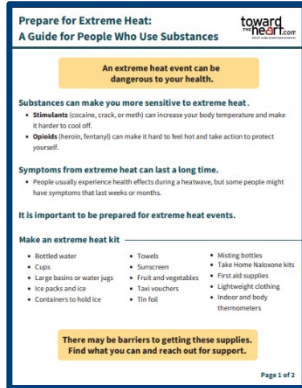 Prepare for Extreme Heat:
A Guide for People Who Use Substances
toward
THE heart.com
An extreme heat event can be
dangerous to your health.
Substances can make you more sensitive to extreme heat.
• Stimulants (cocaine, crack, or meth) can increase your body temperature and make
it harder to cool off.
• Opioids (heroin, fentanyl) can make it hard to feel hot and take action to protect
yourself.
Symptoms from extreme heat can last a long time.
• People usually experience health effects during a heatwave, but some people might
have symptoms that last weeks or months.
It is important to be prepared for extreme heat events.
Make an extreme heat kit
• Bottled water
• Cups
• Large basins or water jugs
• Ice packs and ice
• Containers to hold ice
• Towels
• Sunscreen
• Fruit and vegetables
• Taxi vouchers
• Tin foil
• Misting bottles
• Take Home Naloxone kits
• First aid supplies
• Lightweight clothing
• Indoor and body
thermometers
There may be barriers to getting these supplies.
Find what you can and reach out for support.
Page 1 of 2